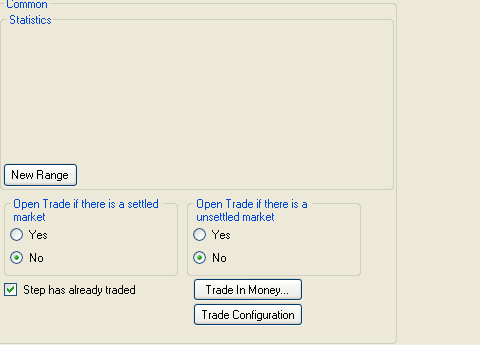 Common
Statistics
New Range
Open Trade if there is a settled
market
Yes
No
Open Trade if there is a
unsettled market
Yes
No
Step has already traded
Trade In Money...
Trade Configuration